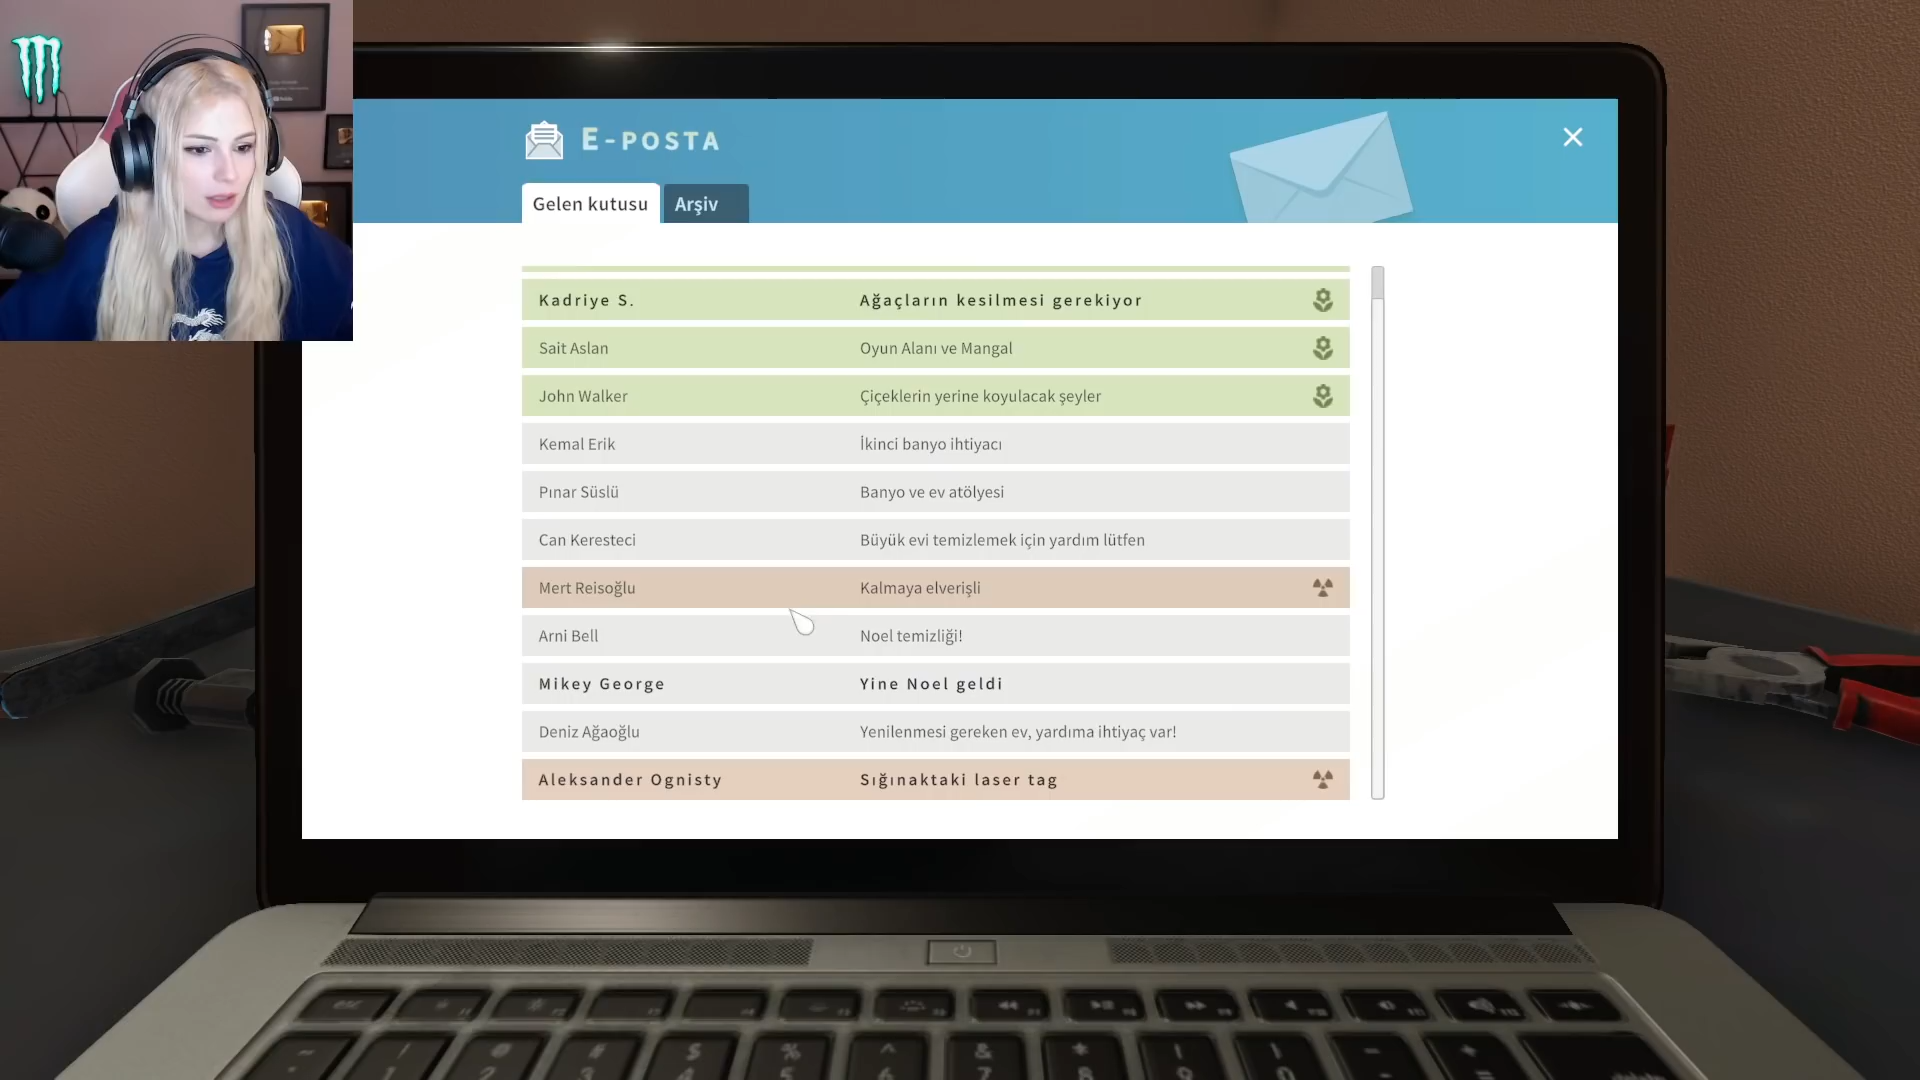 E-POSTA
Gelen kutusu
Arşiv
Kadriye S. Ağaçların kesilmesi gerekiyor
Sait Aslan Oyun Alanı ve Mangal
John Walker Çiçeklerin yerine koyulacak şeyler
Kemal Erik İkinci banyo ihtiyacı
Pınar Süslü Banyo ve ev atölyesi
Can Keresteci Büyük evi temizlemek için yardım lütfen
Mert Reisoğlu Kalmaya elverişli
Arni Bell Noel temizliği!
Mikey George Yine Noel geldi
Deniz Ağaoğlu Yenilenmesi gereken ev, yardıma ihtiyaç var!
Aleksander Ognisty Sığınaktaki laser tag